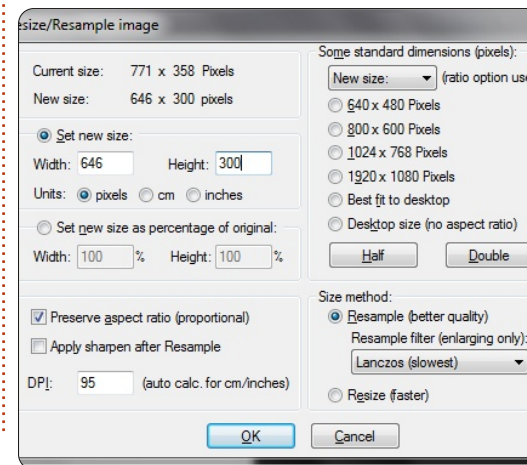 esize/Resample image
Current size: 771 x 358 Pixels
New size: 646 x 300 pixels
Set new size:
Width: 646 Height: 300
Units: pixels cm inches
Set new size as percentage of original:
Width: 100 % Height: 100 %
Preserve aspect ratio (proportional)
Apply sharpen after Resample
DPI: 95 (auto calc. for cm/inches)
Some standard dimensions (pixels):
New size: (ratio option use
640 x 480 Pixels
800 x 600 Pixels
1024 x 768 Pixels
1920 x 1080 Pixels
Best fit to desktop
Desktop size (no aspect ratio)
Half Double
Size method:
Resample (better quality)
Resample filter (enlarging only):
Lanczos (slowest)
Resize (faster)
OK Cancel